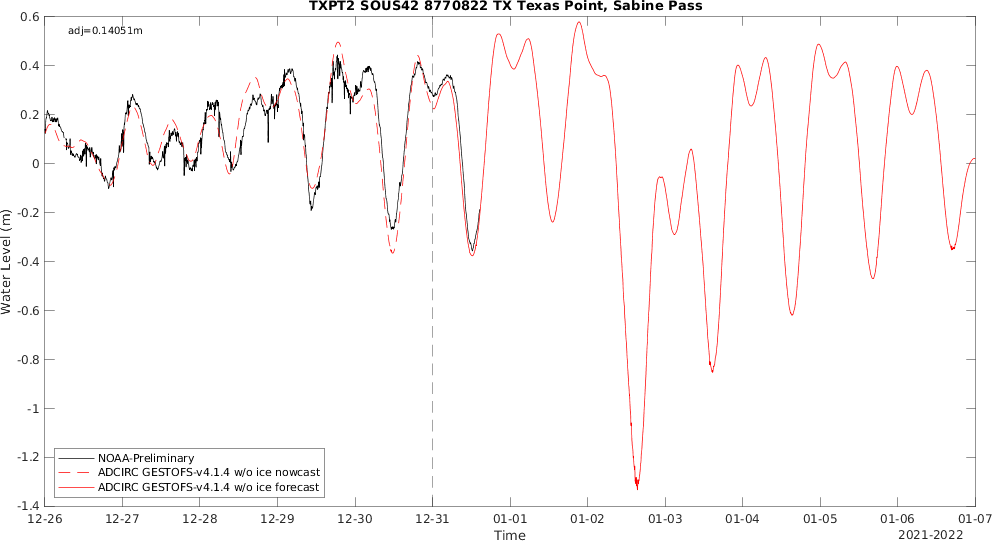 TXPT2 SOUS42 8770822 TX Texas Point, Sabine Pass
adj=0.14051m
0.6
0.4
0.2
0
-0.2
-0.4
-0.6
-0.8
-1
-1.2
-1.4
Water Level (m)
NOAA-Preliminary
ADCIRC GESTOFS-v4.1.4 w/o ice nowcast
ADCIRC GESTOFS-v4.1.4 w/o ice forecast
12-26 12-27 12-28 12-29 12-30 12-31 01-01 01-02 01-03 01-04 01-05 01-06 01-07
Time
2021-2022